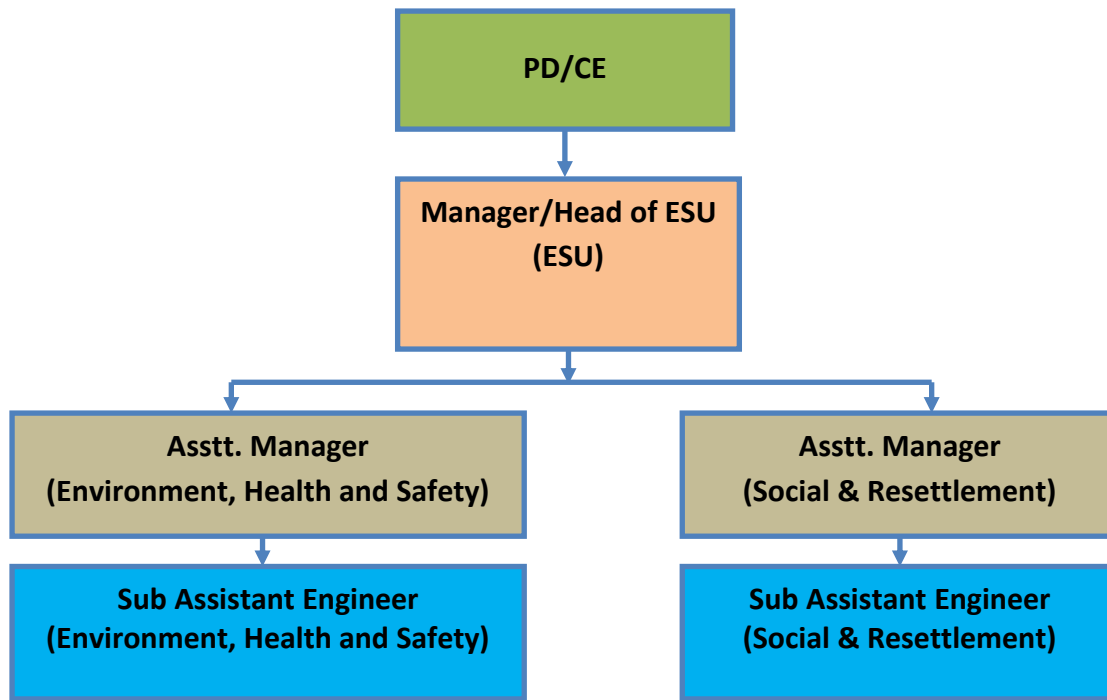 PD/CE
Manager/Head of ESU
(ESU)
Asstt. Manager
(Environment, Health and Safety)
Asstt. Manager
(Social & Resettlement)
Sub Assistant Engineer
(Environment, Health and Safety)
Sub Assistant Engineer
(Social & Resettlement)